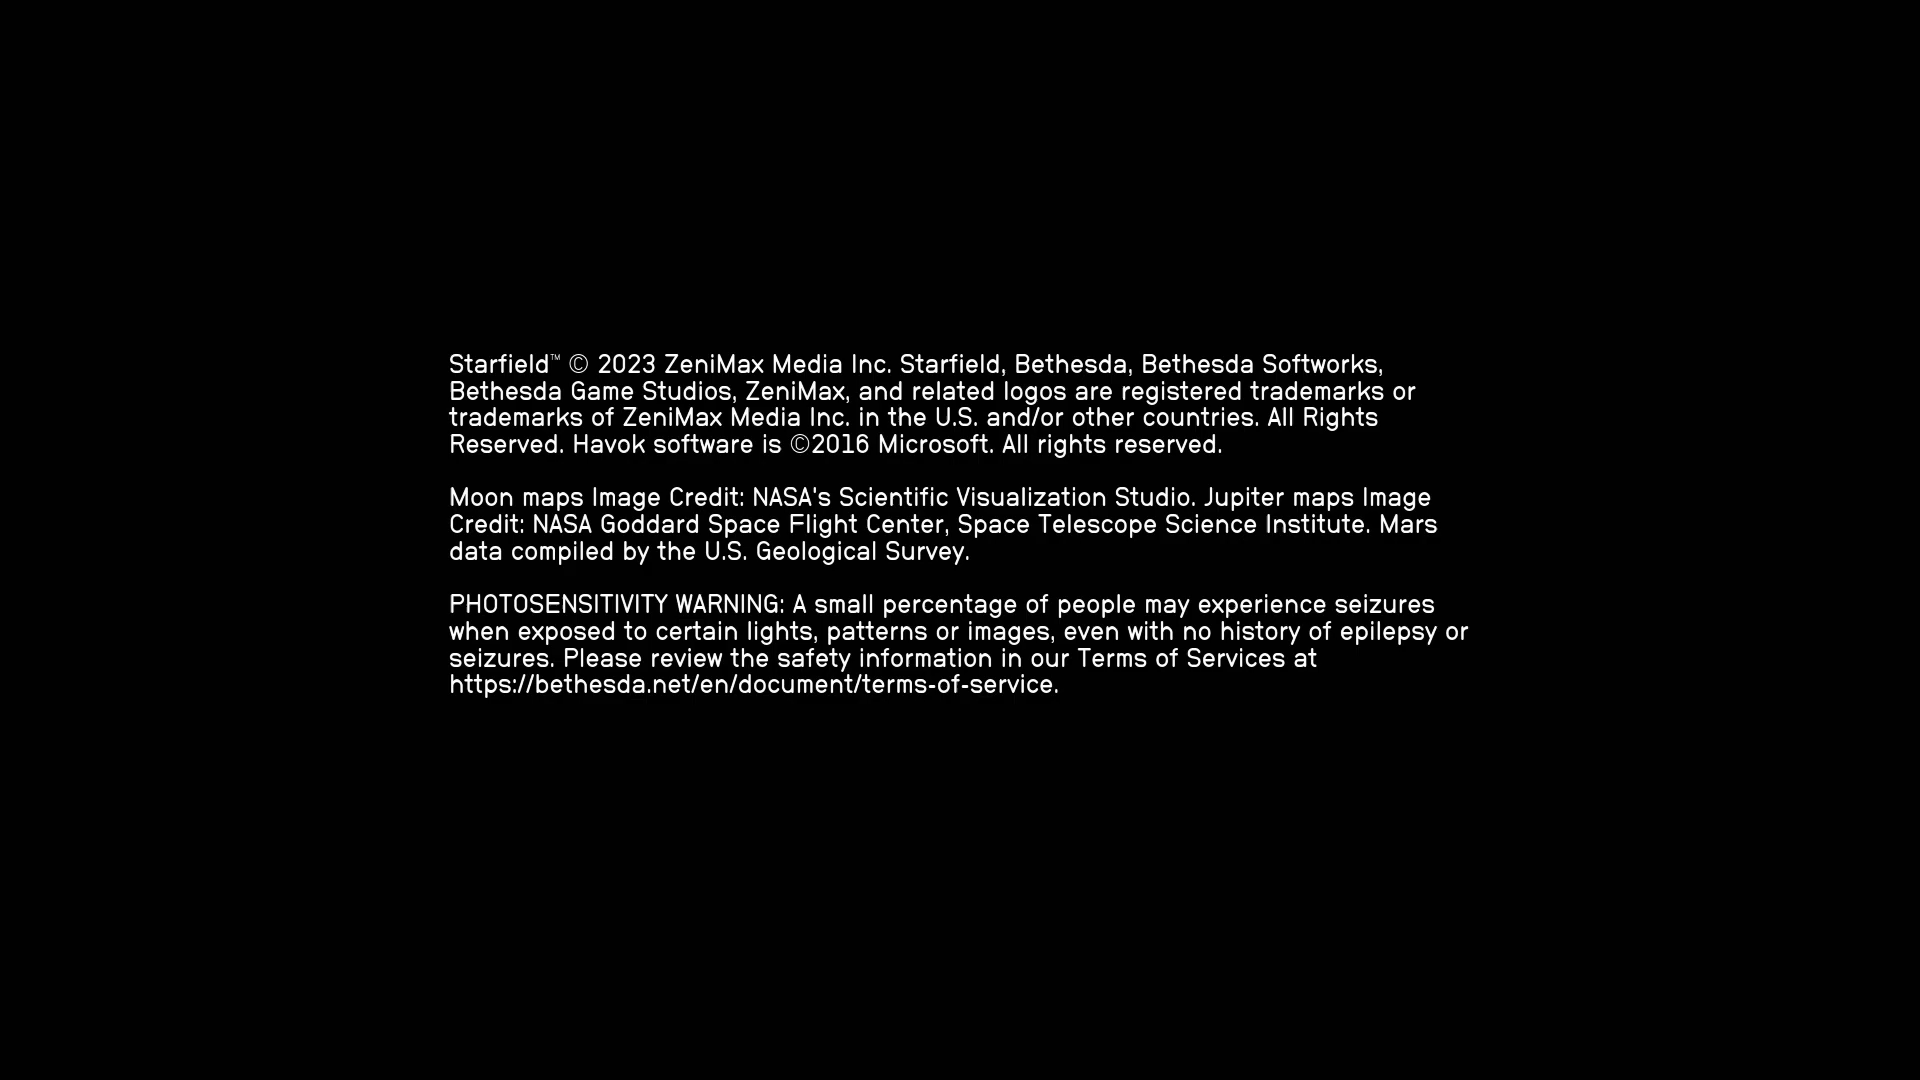 Starfield™ © 2023 ZeniMax Media Inc. Starfield, Bethesda, Bethesda Softworks,
Bethesda Game Studios, ZeniMax, and related logos are registered trademarks or
trademarks of ZeniMax Media Inc. in the U.S. and/or other countries. All Rights
Reserved. Havok software is ©2016 Microsoft. All rights reserved.
Moon maps Image Credit: NASA's Scientific Visualization Studio. Jupiter maps Image
Credit: NASA Goddard Space Flight Center, Space Telescope Science Institute. Mars
data compiled by the U.S. Geological Survey.
PHOTOSENSITIVITY WARNING: A small percentage of people may experience seizures
when exposed to certain lights, patterns or images, even with no history of epilepsy or
seizures. Please review the safety information in our Terms of Services at
https://bethesda.net/en/document/terms-of-service.